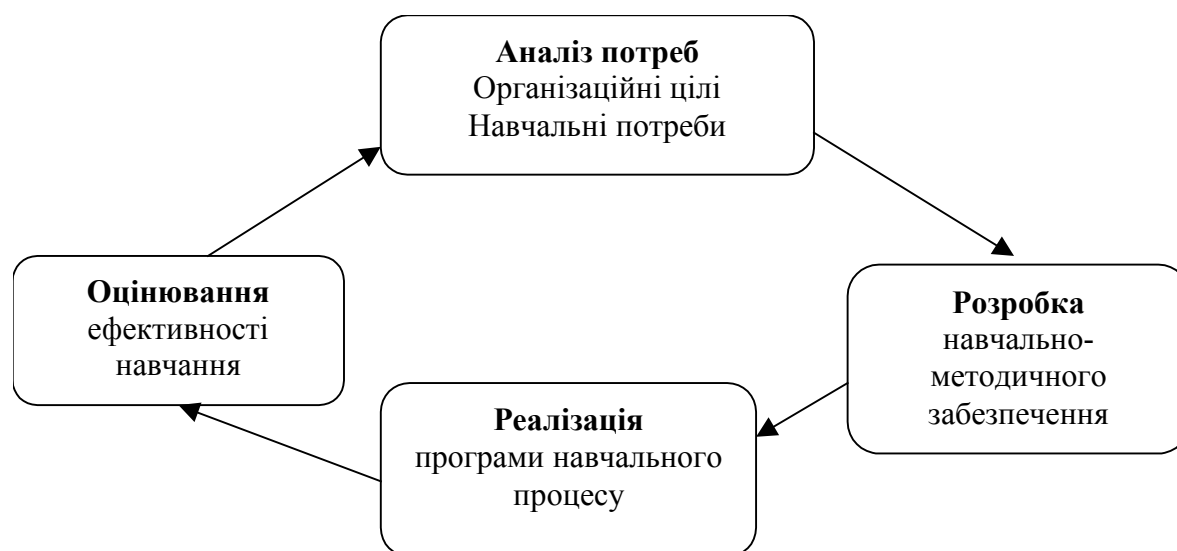 Аналіз потреб
Організаційні цілі
Навчальні потреби
Розробка
навчально-
методичного
забезпечення
Реалізація
програми навчального
процесу
Оцінювання
ефективності
навчання